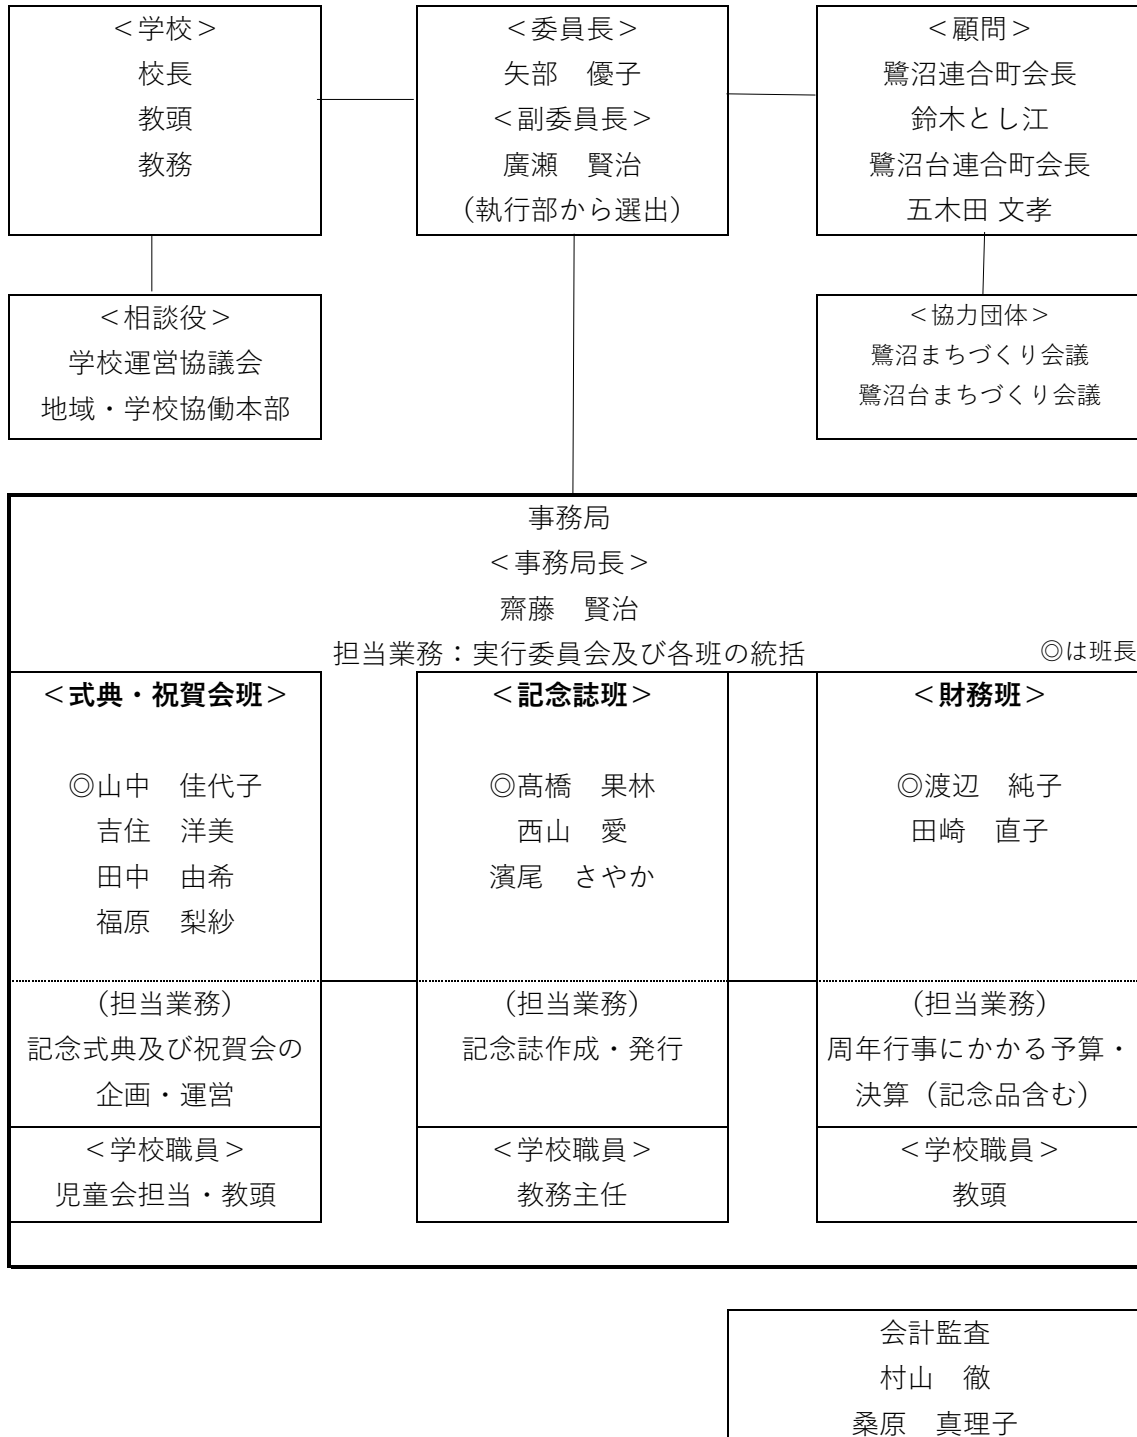 ＜学校＞
校長
教頭
教務
＜委員長＞
矢部　優子
＜副委員長＞
廣瀬　賢治
（執行部から選出）
＜顧問＞
鷺沼連合町会長
鈴木とし江
鷺沼台連合町会長
五木田 文孝
＜相談役＞
学校運営協議会
地域・学校協働本部
＜協力団体＞
鷺沼まちづくり会議
鷺沼台まちづくり会議
事務局
＜事務局長＞
齋藤　賢治
担当業務：実行委員会及び各班の統括
◎は班長
＜式典・祝賀会班＞
◎山中　佳代子
吉住　洋美
田中　由希
福原　梨紗
（担当業務）
記念式典及び祝賀会の
企画・運営
＜学校職員＞
児童会担当・教頭
＜記念誌班＞
◎髙橋　果林
西山　愛
濱尾　さやか
（担当業務）
記念誌作成・発行
＜学校職員＞
教務主任
＜財務班＞
◎渡辺　純子
田崎　直子
（担当業務）
周年行事にかかる予算・
決算（記念品含む）
＜学校職員＞
教頭
会計監査
村山　徹
桑原　真理子